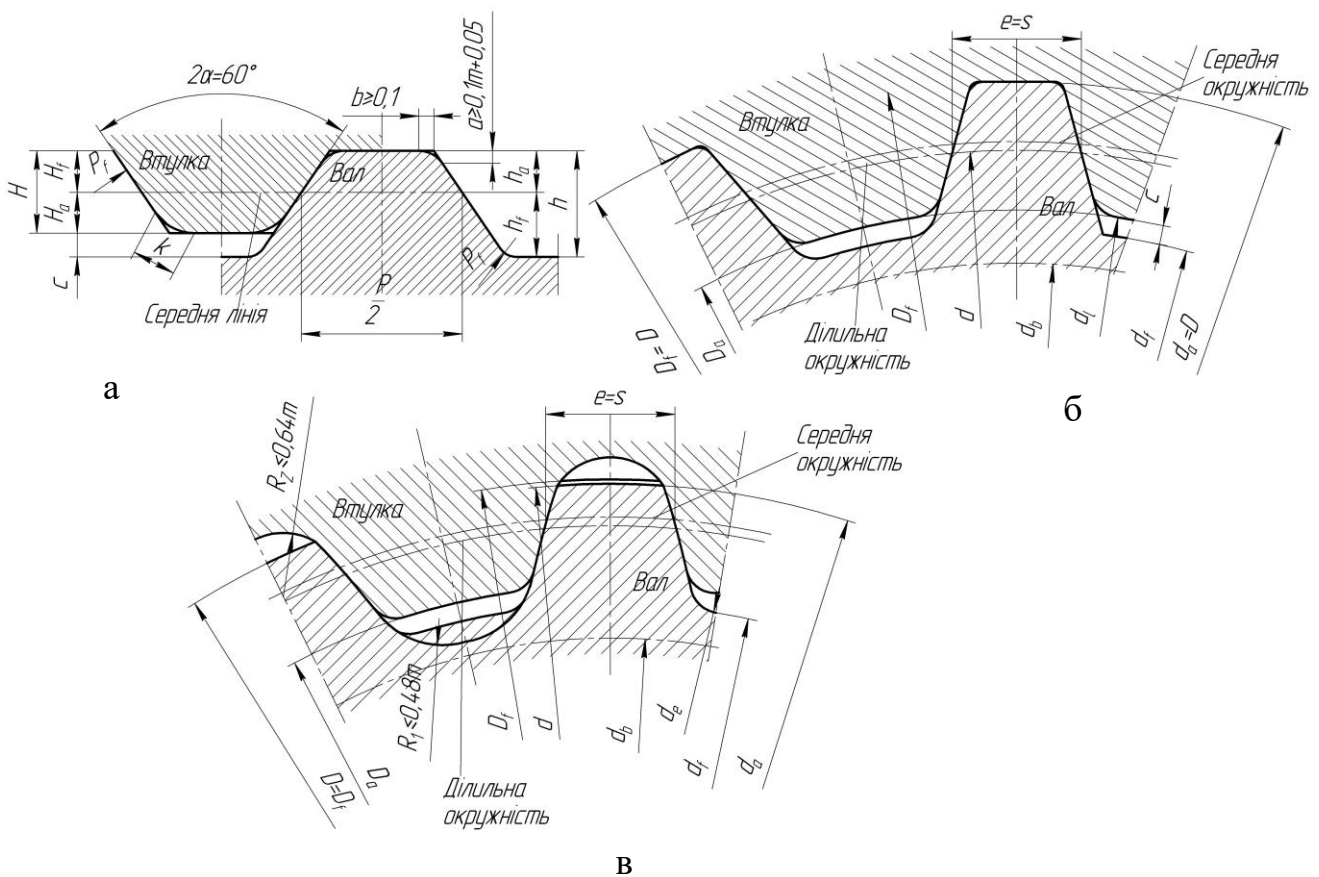 2α=60°
b≥0,1
a≥0,1m+0,05
P_f
Втулка
Вал
H
H_f
H_a
h_a
h_f
h
k
c
P_f
Середня лінія
P
2
а
e=s
Середня
окружність
Втулка
Вал
c
Ділильна
окружність
D=D_f
D_a
D_f
d
d_b
d_l
d_f
d_a=D
б
e=s
Середня
окружність
R_2≤0,64m
Втулка
Вал
R_1≤0,48m
D=D_f
D_a
D_f
d
d_b
d_e
d_f
d_a
Ділильна
окружність
в